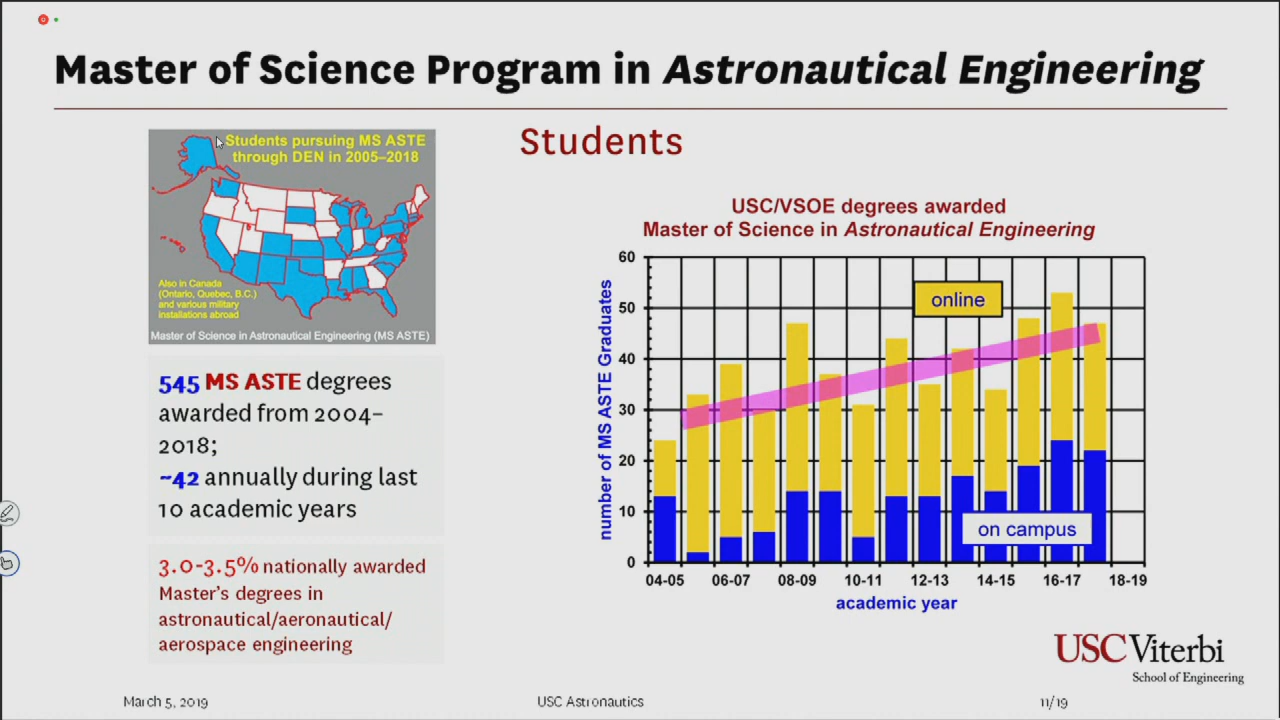 Master of Science Program in Astronautical Engineering
Students pursuing MS ASTE
through DEN in 2005–2018
Also in Canada
(Ontario, Quebec, B.C.)
and various military
installations abroad
Master of Science in Astronautical Engineering (MS ASTE)
545 MS ASTE degrees
awarded from 2004–
2018;
~42 annually during last
10 academic years
3.0-3.5% nationally awarded
Master's degrees in
astronautical/aeronautical/
aerospace engineering
Students
USC/VSOE degrees awarded
Master of Science in Astronautical Engineering
number of MS ASTE Graduates
60
50
40
30
20
10
0
online
on campus
04-05 06-07 08-09 10-11 12-13 14-15 16-17 18-19
academic year
USC Viterbi
School of Engineering
March 5, 2019
USC Astronautics
11/19